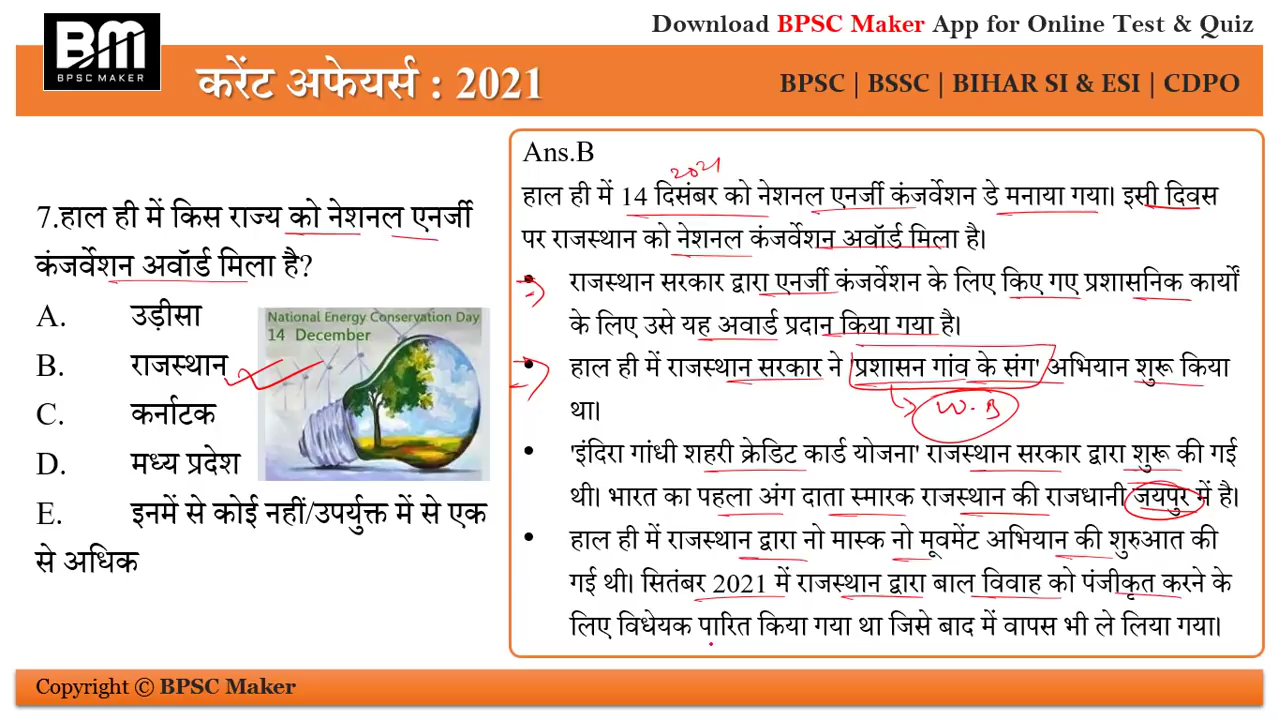 Download BPSC Maker App for Online Test & Quiz
BM
BPSC MAKER
करेंट अफेयर्स : 2021
BPSC | BSSC | BIHAR SI & ESI | CDPO
7.हाल ही में किस राज्य को नेशनल एनर्जी
कंजर्वेशन अवॉर्ड मिला है?
A. उड़ीसा
B. राजस्थान
C. कर्नाटक
D. मध्य प्रदेश
E. इनमें से कोई नहीं/उपर्युक्त में से एक
से अधिक
National Energy Conservation Day
14 December
Ans.B
2021
हाल ही में 14 दिसंबर को नेशनल एनर्जी कंजर्वेशन डे मनाया गया। इसी दिवस
पर राजस्थान को नेशनल कंजर्वेशन अवॉर्ड मिला है।
• राजस्थान सरकार द्वारा एनर्जी कंजर्वेशन के लिए किए गए प्रशासनिक कार्यों
के लिए उसे यह अवार्ड प्रदान किया गया है।
• हाल ही में राजस्थान सरकार ने 'प्रशासन गांव के संग' अभियान शुरू किया
था।
W.B
• 'इंदिरा गांधी शहरी क्रेडिट कार्ड योजना' राजस्थान सरकार द्वारा शुरू की गई
थी। भारत का पहला अंग दाता स्मारक राजस्थान की राजधानी जयपुर में है।
• हाल ही में राजस्थान द्वारा नो मास्क नो मूवमेंट अभियान की शुरुआत की
गई थी। सितंबर 2021 में राजस्थान द्वारा बाल विवाह को पंजीकृत करने के
लिए विधेयक पारित किया गया था जिसे बाद में वापस भी ले लिया गया।
Copyright © BPSC Maker